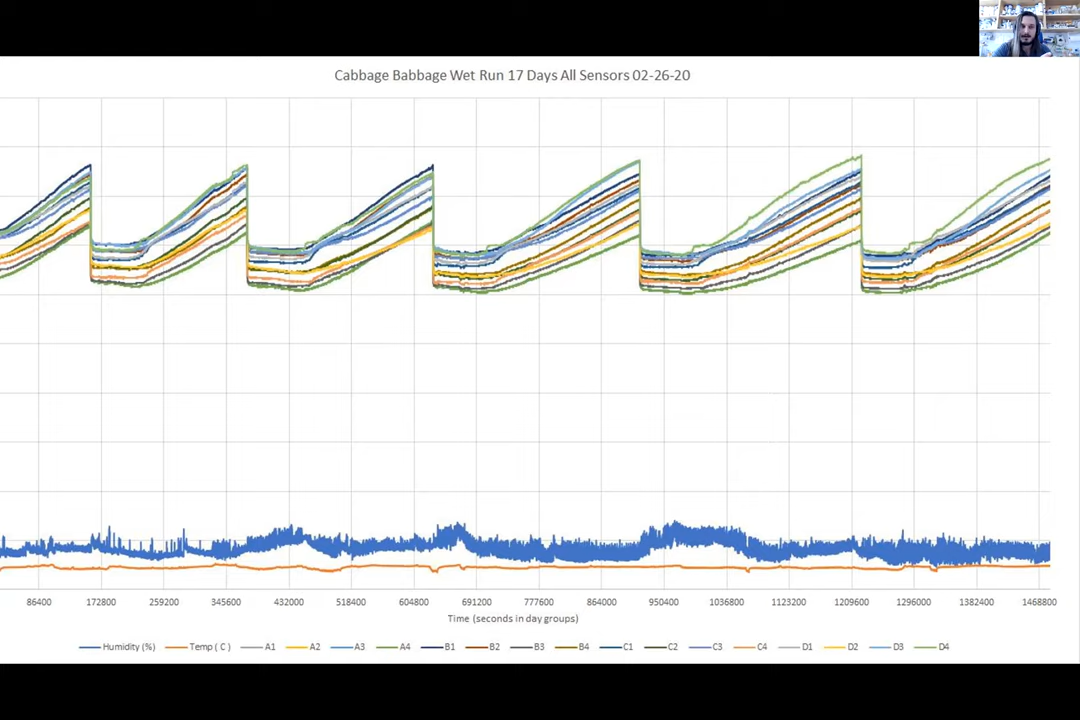 Cabbage Babbage Wet Run 17 Days All Sensors 02-26-20
86400 172800 259200 345600 432000 518400 604800 691200 777600 864000 950400 1036800 1123200 1209600 1296000 1382400 1468800
Time (seconds in day groups)
Humidity (%) Temp ( C ) A1 A2 A3 A4 B1 B2 B3 B4 C1 C2 C3 C4 D1 D2 D3 D4